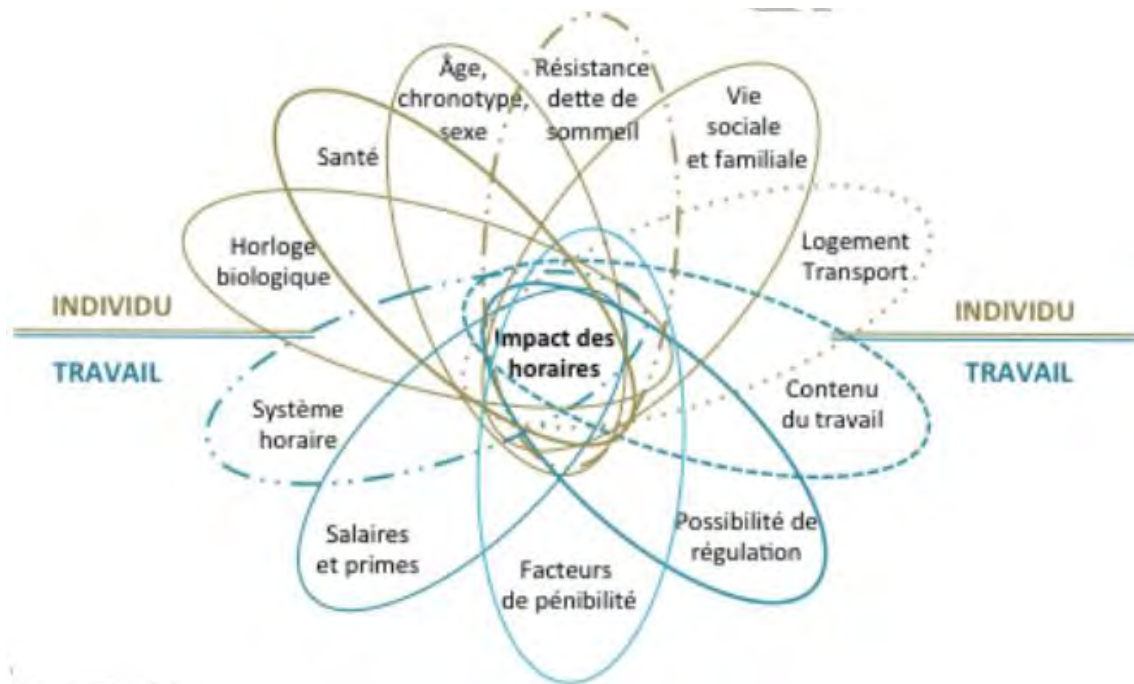 Âge,
chronotype,
sexe
Résistance
dette de
sommeil
Vie
sociale
et familiale
Santé
Horloge
biologique
Logement
Transport
INDIVIDU
INDIVIDU
Impact des
horaires
TRAVAIL
TRAVAIL
Système
horaire
Contenu
du travail
Salaires
et primes
Facteurs
de pénibilité
Possibilité de
régulation